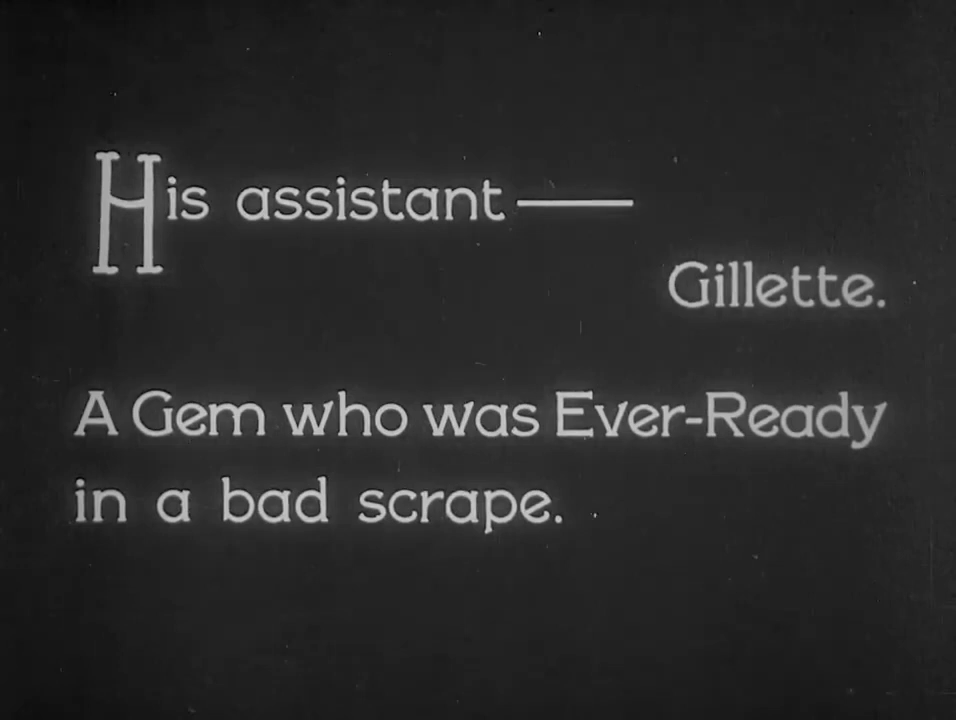 His assistant——
Gillette.
A Gem who was Ever-Ready
in a bad scrape.